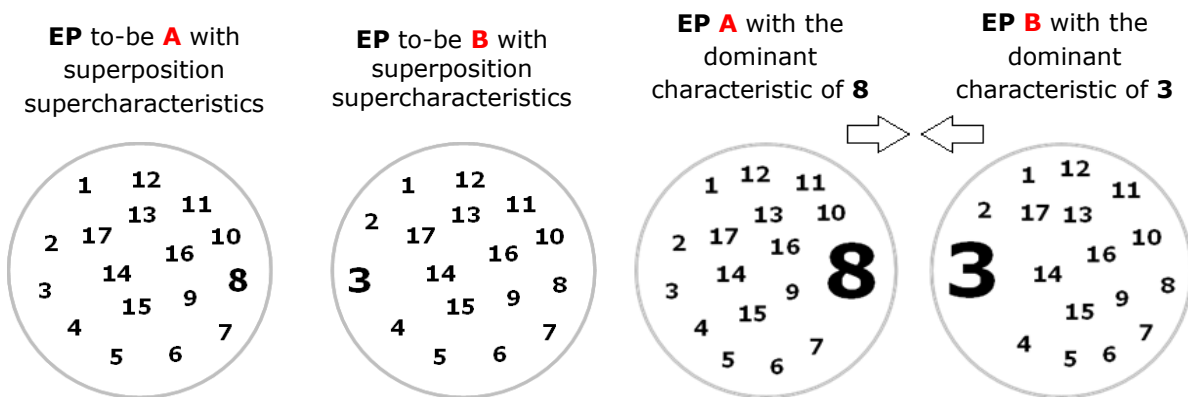 EP to-be A with
superposition
supercharacteristics
EP to-be B with
superposition
supercharacteristics
EP A with the
dominant
characteristic of 8
EP B with the
dominant
characteristic of 3
1 12
13 11
2 17 10
16
14 8
3 9
15
4 7
5 6
1 12
2 13 11
17 10
16
3 14 8
9
15
4 7
5 6
1 12 11
13 10
2 17 16
14 8
3 9
15
4 7
5 6
1 12 11
2 17 13
10
16
3 14 8
9
15
4 7
5 6